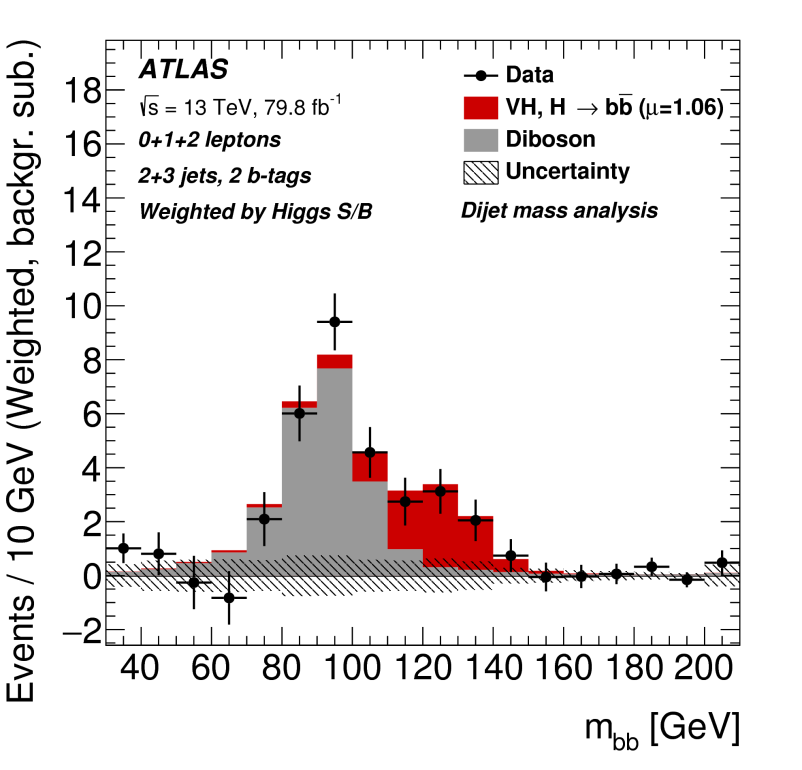 Events / 10 GeV (Weighted, backgr. sub.)
18
16
14
12
10
8
6
4
2
0
−2
ATLAS
√s = 13 TeV, 79.8 fb⁻¹
0+1+2 leptons
2+3 jets, 2 b-tags
Weighted by Higgs S/B
Data
VH, H → bb̅ (μ=1.06)
Diboson
Uncertainty
Dijet mass analysis
40 60 80 100 120 140 160 180 200
m_bb [GeV]